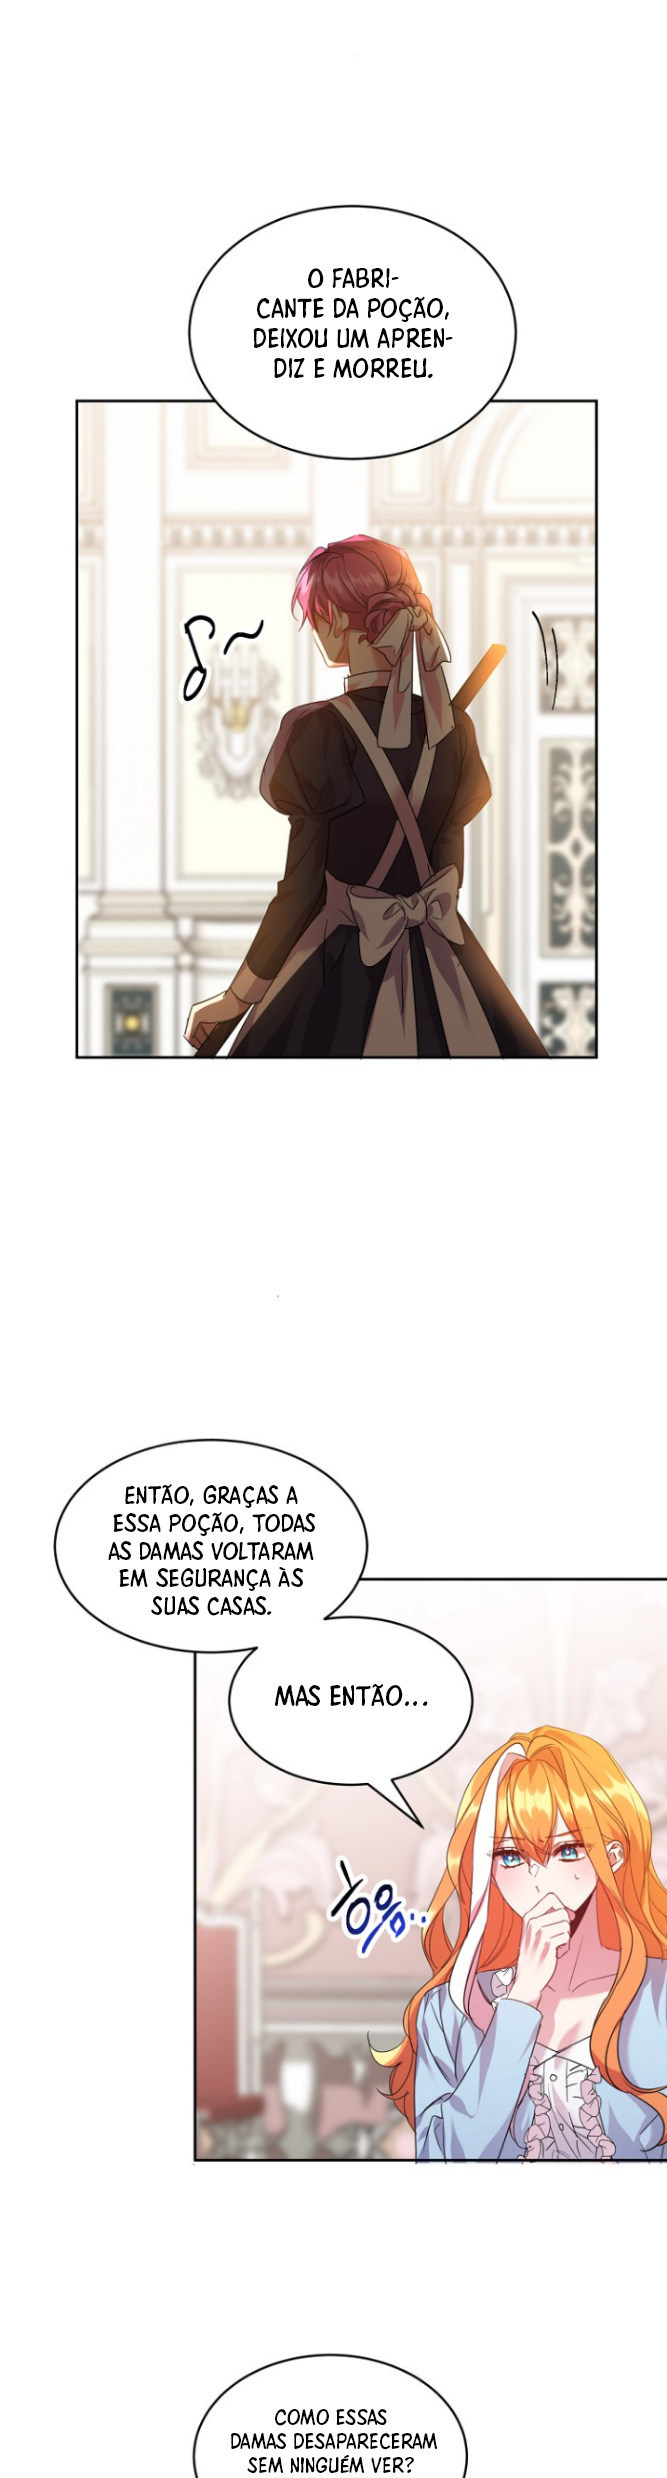 O FABRI-
CANTE DA POÇÃO,
DEIXOU UM APREN-
DIZ E MORREU.
ENTÃO, GRAÇAS A
ESSA POÇÃO, TODAS
AS DAMAS VOLTARAM
EM SEGURANÇA ÀS
SUAS CASAS.
MAS ENTÃO...
COMO ESSAS
DAMAS DESAPARECERAM
SEM NINGUÉM VER?